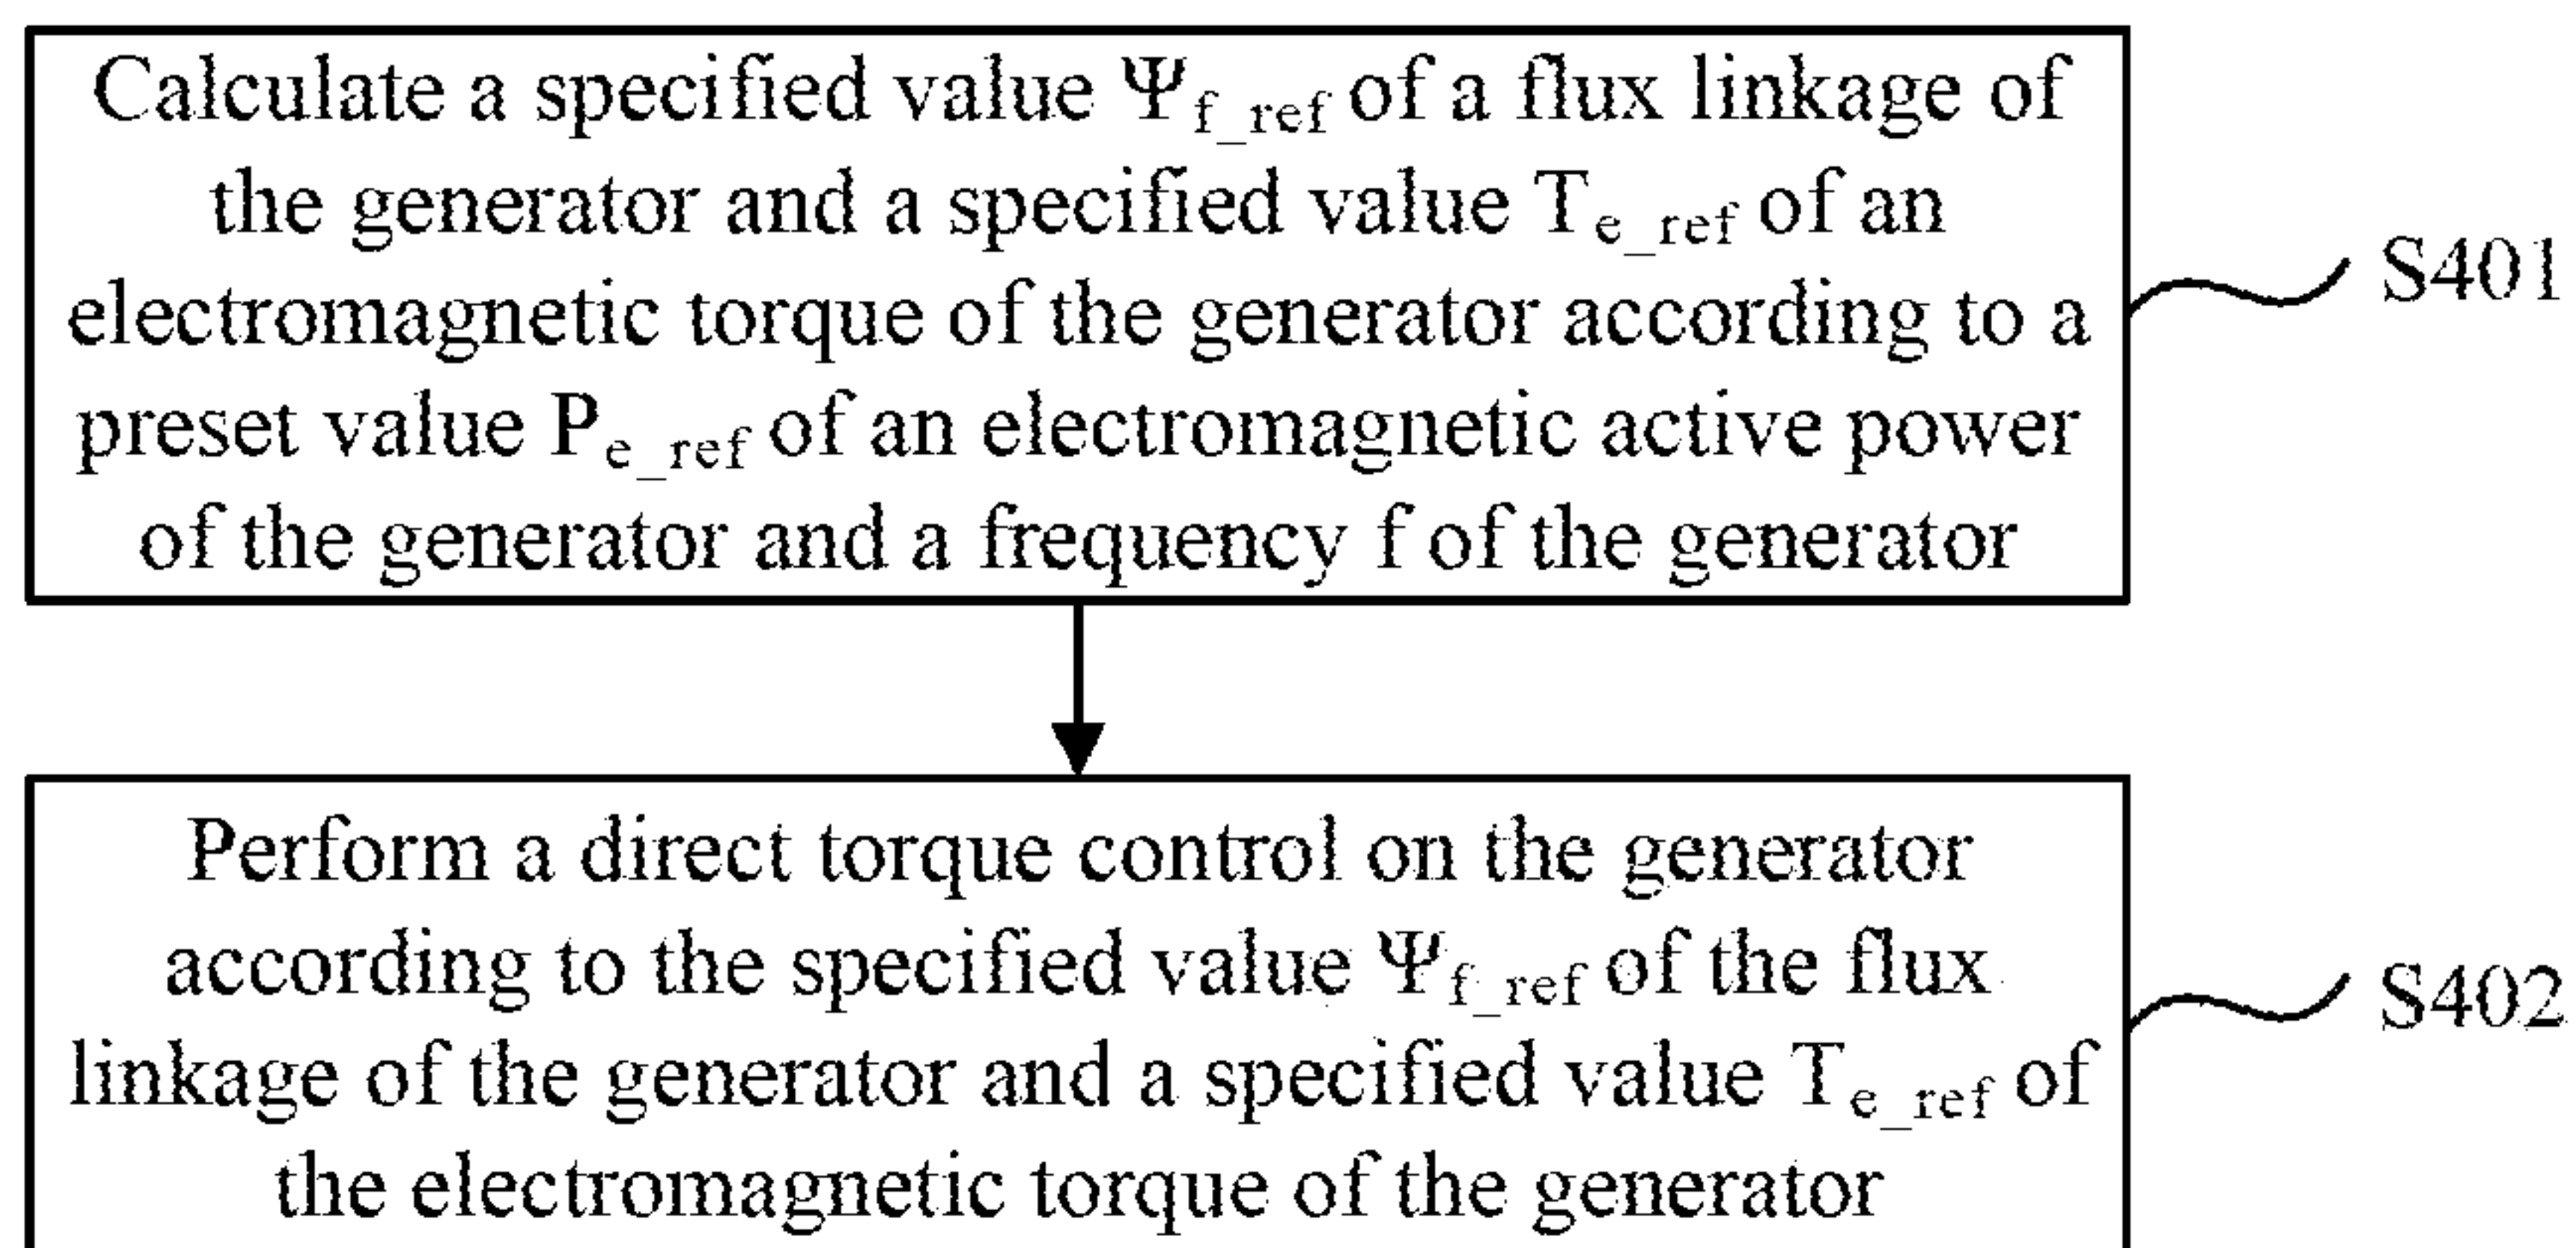 Calculate a specified value Ψf_ref of a flux linkage of
the generator and a specified value Te_ref of an
electromagnetic torque of the generator according to a
preset value Pe_ref of an electromagnetic active power
of the generator and a frequency f of the generator
S401
Perform a direct torque control on the generator
according to the specified value Ψf_ref of the flux
linkage of the generator and a specified value Te_ref of
the electromagnetic torque of the generator
S402